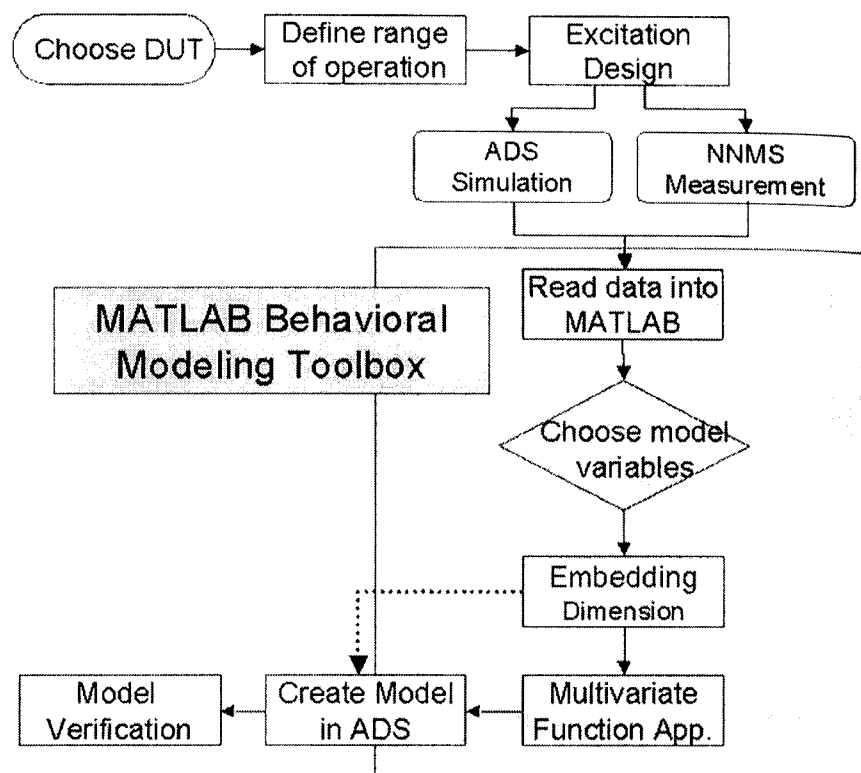 Choose DUT
Define range
of operation
Excitation
Design
ADS
Simulation
NNMS
Measurement
Read data into
MATLAB
MATLAB Behavioral
Modeling Toolbox
Choose model
variables
Embedding
Dimension
Model
Verification
Create Model
in ADS
Multivariate
Function App.